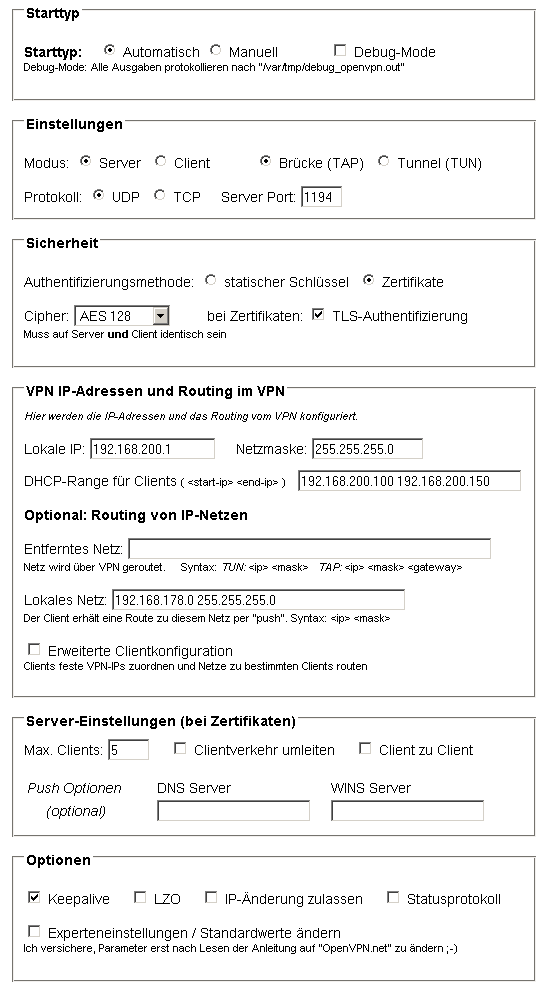 Starttyp
Starttyp: Automatisch Manuell Debug-Mode
Debug-Mode: Alle Ausgaben protokollieren nach "/var/tmp/debug_openvpn.out"
Einstellungen
Modus: Server Client Brücke (TAP) Tunnel (TUN)
Protokoll: UDP TCP Server Port: 1194
Sicherheit
Authentifizierungsmethode: statischer Schlüssel Zertifikate
Cipher: AES 128 bei Zertifikaten: TLS-Authentifizierung
Muss auf Server und Client identisch sein
VPN IP-Adressen und Routing im VPN
Hier werden die IP-Adressen und das Routing vom VPN konfiguriert.
Lokale IP: 192.168.200.1 Netzmaske: 255.255.255.0
DHCP-Range für Clients ( <start-ip> <end-ip> ) 192.168.200.100 192.168.200.150
Optional: Routing von IP-Netzen
Entferntes Netz:
Netz wird über VPN geroutet. Syntax: TUN: <ip> <mask> TAP: <ip> <mask> <gateway>
Lokales Netz: 192.168.178.0 255.255.255.0
Der Client erhält eine Route zu diesem Netz per "push". Syntax: <ip> <mask>
Erweiterte Clientkonfiguration
Clients feste VPN-IPs zuordnen und Netze zu bestimmten Clients routen
Server-Einstellungen (bei Zertifikaten)
Max. Clients: 5 Clientverkehr umleiten Client zu Client
Push Optionen DNS Server WINS Server
(optional)
Optionen
Keepalive LZO IP-Änderung zulassen Statusprotokoll
Experteneinstellungen / Standardwerte ändern
Ich versichere, Parameter erst nach Lesen der Anleitung auf "OpenVPN.net" zu ändern ;-)